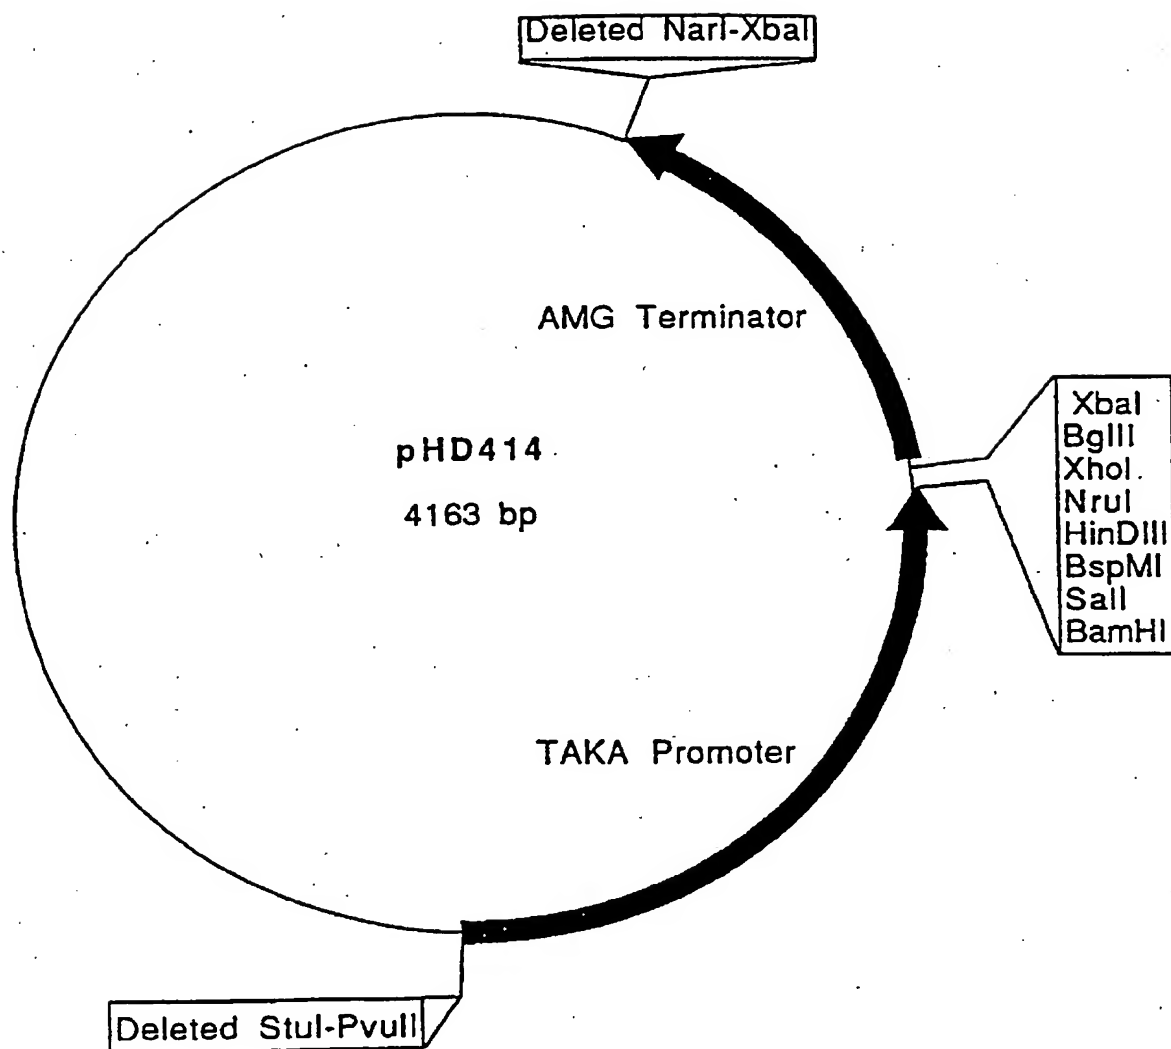 Deleted NarI-XbaI
AMG Terminator
pHD414
4163 bp
XbaI
BglII
XhoI
NruI
HinDIII
BspMI
SalI
BamHI
TAKA Promoter
Deleted StuI-PvuII